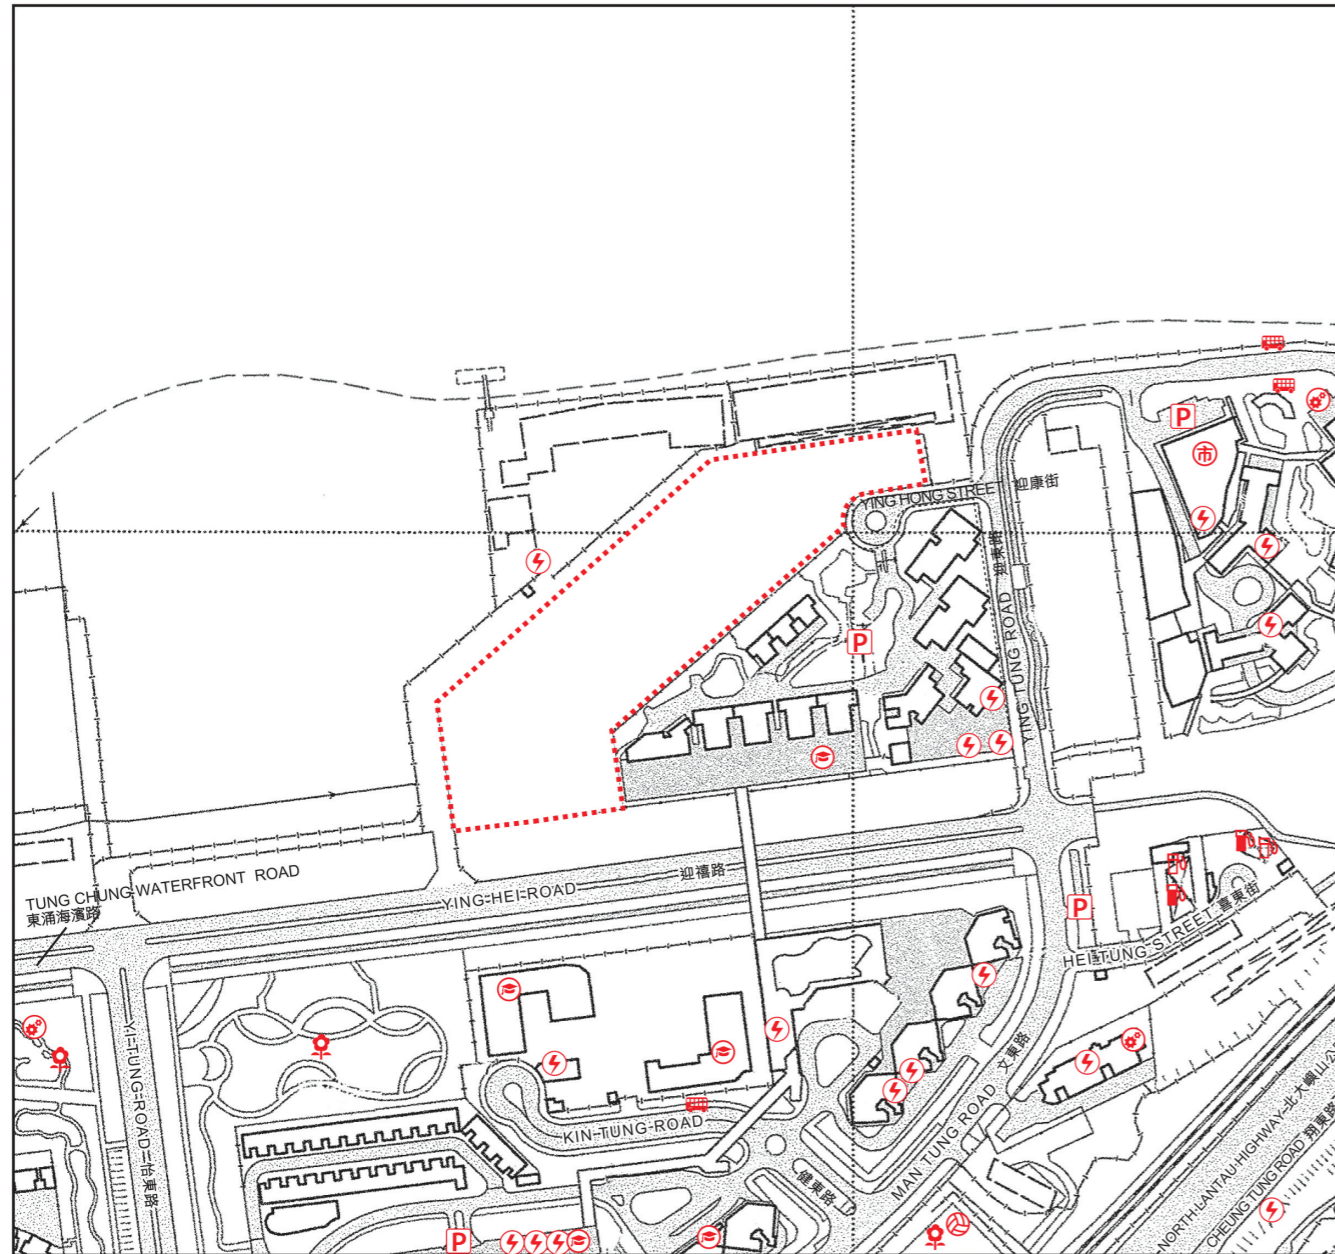 P
市
YING HONG STREET 迎康街
P
YING TUNG ROAD 迎東路
TUNG CHUNG WATERFRONT ROAD
東涌海濱路
YING HEI ROAD 迎禧路
P
HEI TUNG STREET 喜東街
YI TUNG ROAD 怡東路
KIN TUNG ROAD
健東路
MAN TUNG ROAD 文東路
NORTH LANTAU HIGHWAY 北大嶼山公
CHEUNG TUNG ROAD 翔東路
P